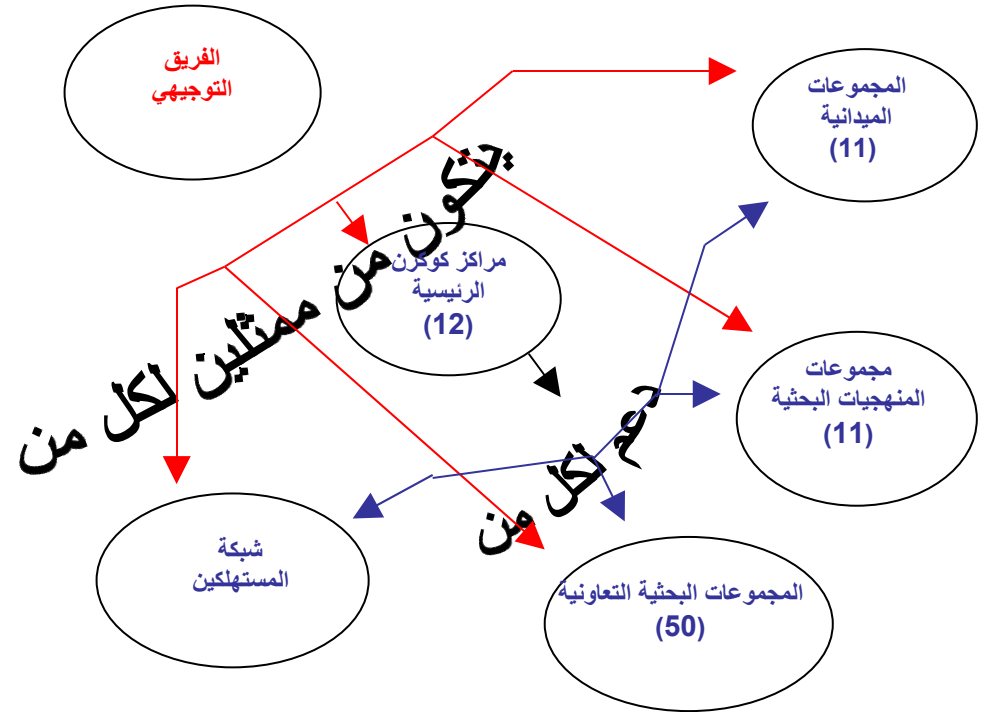 الفريق
التوجيهي
المجموعات
الميدانية
(11)
يتكون من ممثلين لكل من
مراكز كوكرن
الرئيسية
(12)
مجموعات
المنهجيات البحثية
(11)
دعم لكل من
شبكة
المستهلكين
المجموعات البحثية التعاونية
(50)